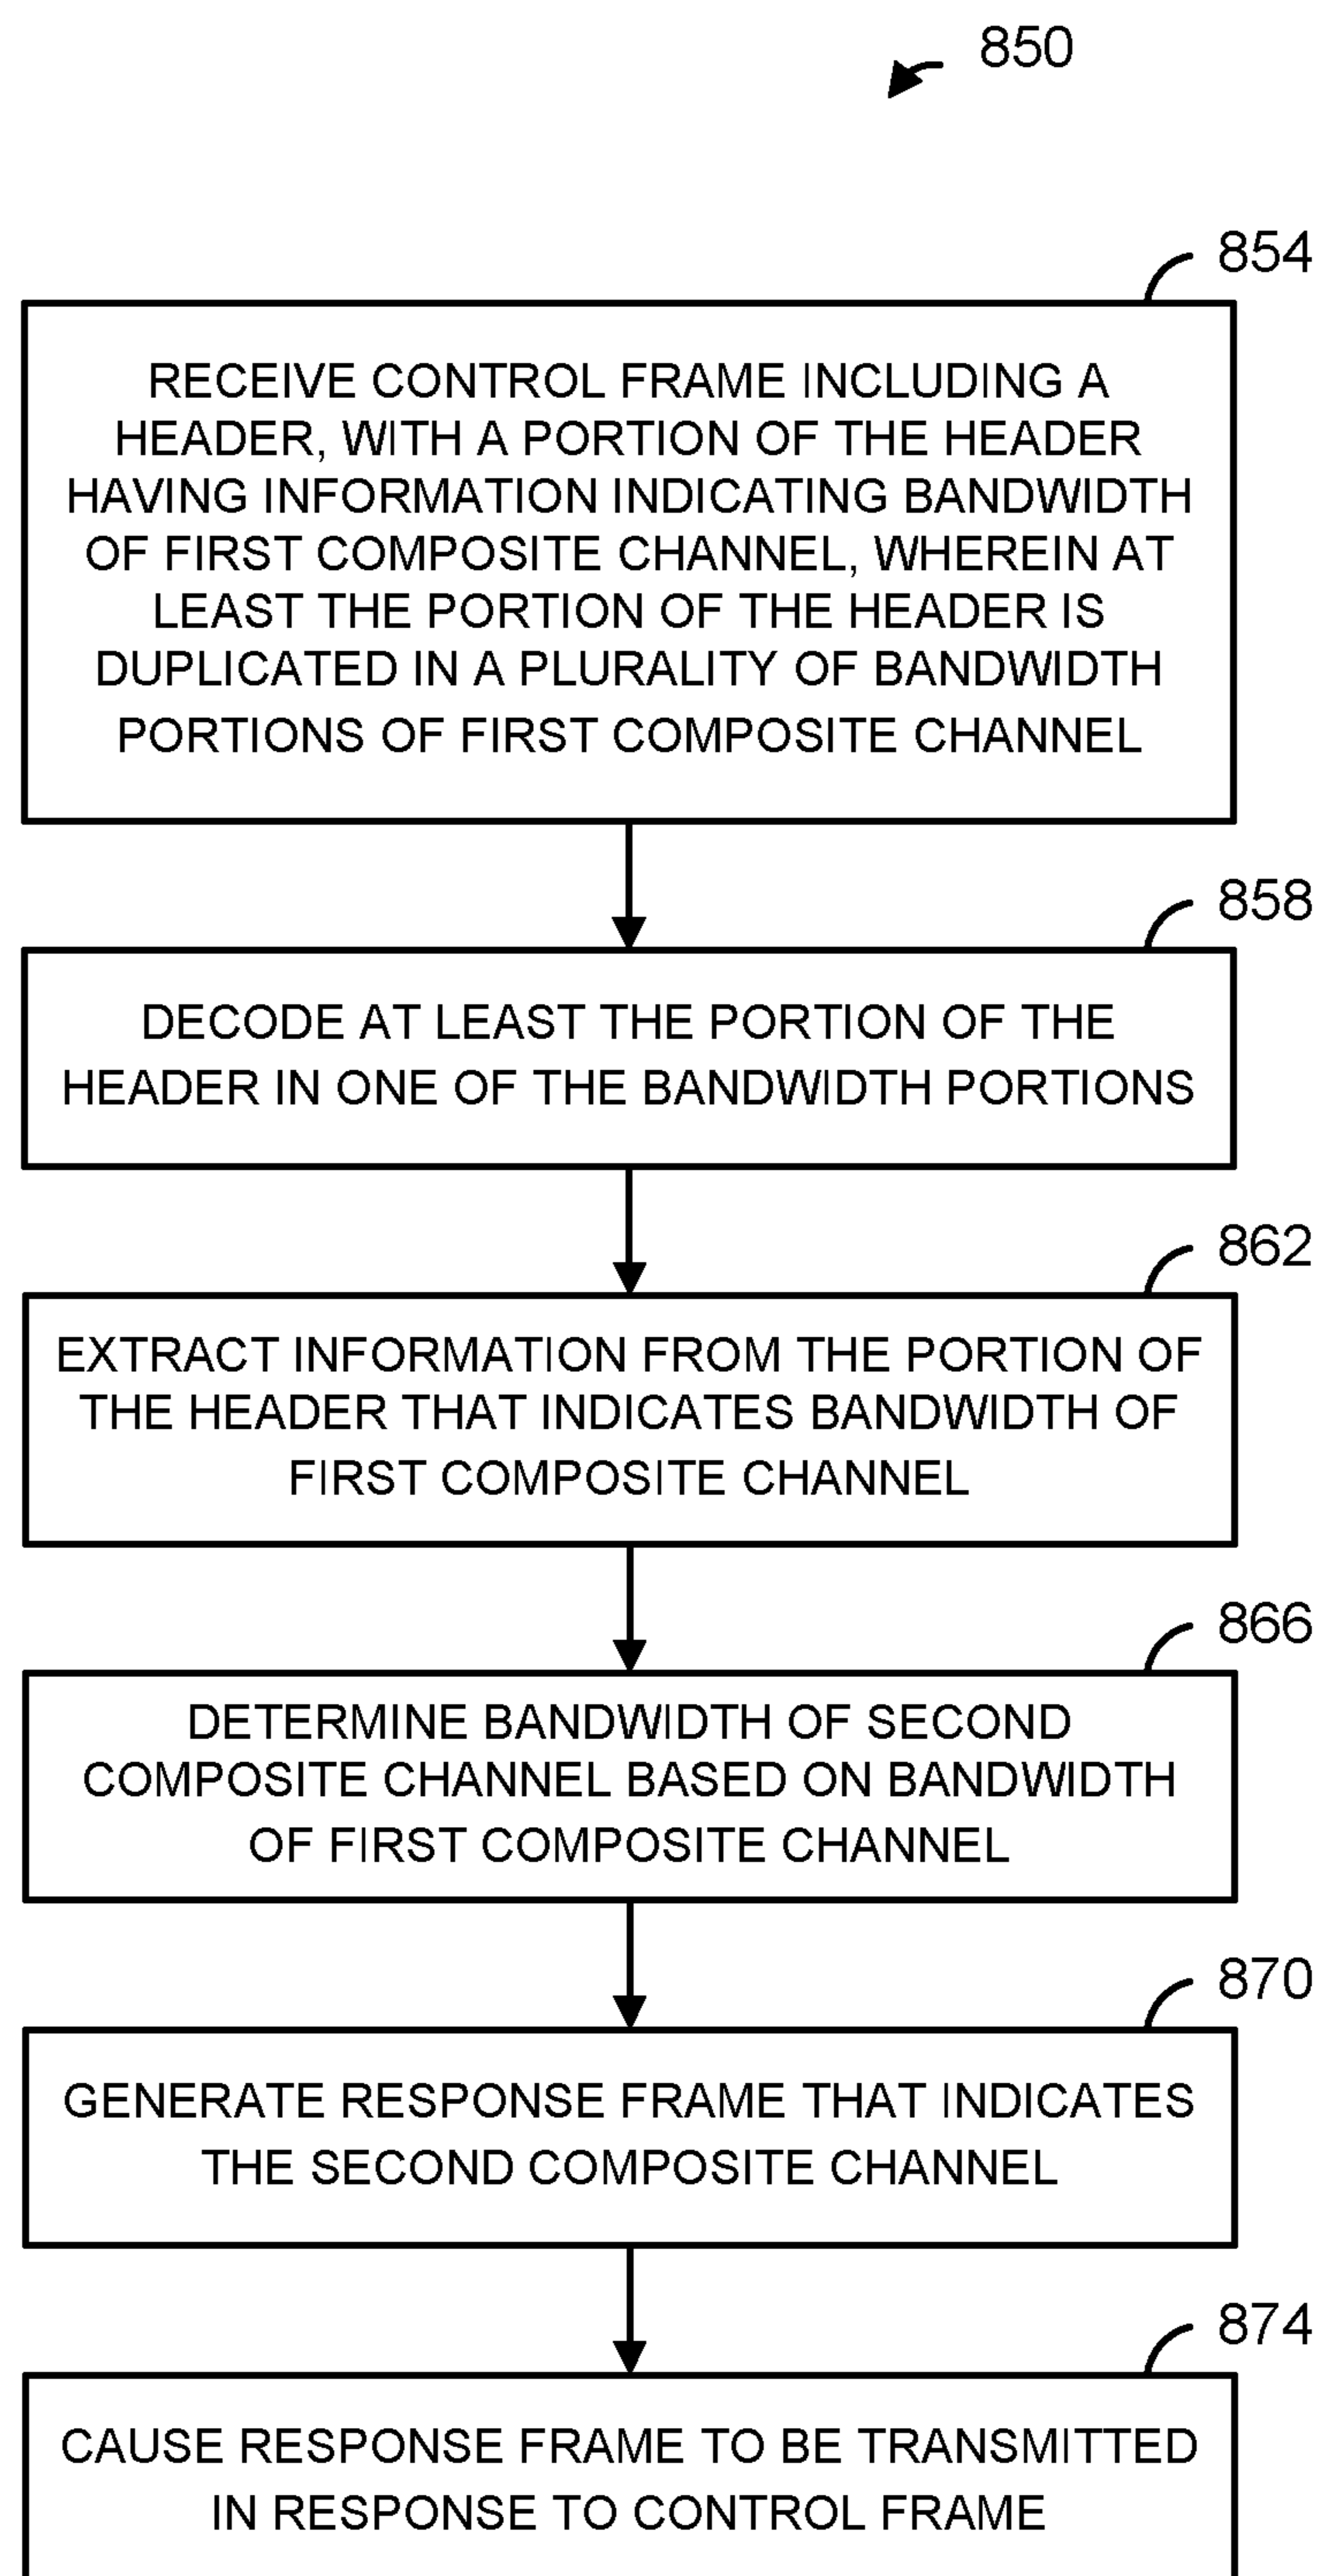 850
854
RECEIVE CONTROL FRAME INCLUDING A
HEADER, WITH A PORTION OF THE HEADER
HAVING INFORMATION INDICATING BANDWIDTH
OF FIRST COMPOSITE CHANNEL, WHEREIN AT
LEAST THE PORTION OF THE HEADER IS
DUPLICATED IN A PLURALITY OF BANDWIDTH
PORTIONS OF FIRST COMPOSITE CHANNEL
858
DECODE AT LEAST THE PORTION OF THE
HEADER IN ONE OF THE BANDWIDTH PORTIONS
862
EXTRACT INFORMATION FROM THE PORTION OF
THE HEADER THAT INDICATES BANDWIDTH OF
FIRST COMPOSITE CHANNEL
866
DETERMINE BANDWIDTH OF SECOND
COMPOSITE CHANNEL BASED ON BANDWIDTH
OF FIRST COMPOSITE CHANNEL
870
GENERATE RESPONSE FRAME THAT INDICATES
THE SECOND COMPOSITE CHANNEL
874
CAUSE RESPONSE FRAME TO BE TRANSMITTED
IN RESPONSE TO CONTROL FRAME